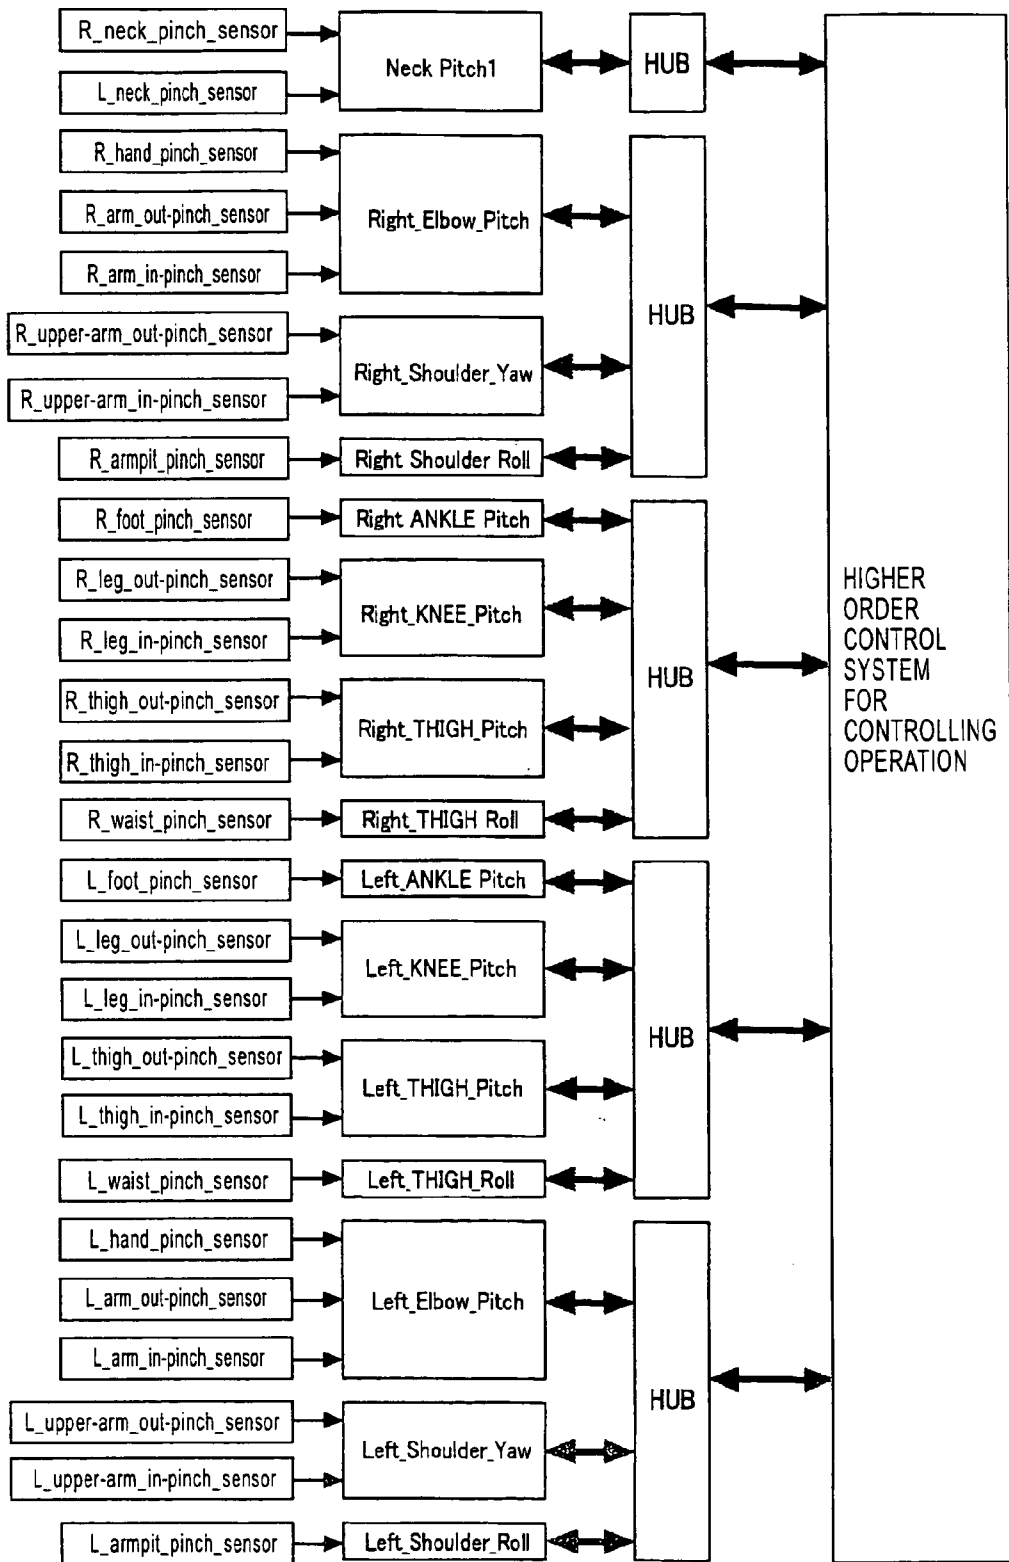 R_neck_pinch_sensor
L_neck_pinch_sensor
Neck Pitch1
HUB
R_hand_pinch_sensor
R_arm_out-pinch_sensor
R_arm_in-pinch_sensor
Right_Elbow_Pitch
R_upper-arm_out-pinch_sensor
R_upper-arm_in-pinch_sensor
Right_Shoulder_Yaw
R_armpit_pinch_sensor
Right Shoulder Roll
HUB
R_foot_pinch_sensor
Right ANKLE Pitch
R_leg_out-pinch_sensor
R_leg_in-pinch_sensor
Right_KNEE_Pitch
R_thigh_out-pinch_sensor
R_thigh_in-pinch_sensor
Right_THIGH_Pitch
R_waist_pinch_sensor
Right_THIGH Roll
HUB
L_foot_pinch_sensor
Left_ANKLE Pitch
L_leg_out-pinch_sensor
L_leg_in-pinch_sensor
Left_KNEE_Pitch
L_thigh_out-pinch_sensor
L_thigh_in-pinch_sensor
Left_THIGH_Pitch
L_waist_pinch_sensor
Left_THIGH_Roll
HUB
L_hand_pinch_sensor
L_arm_out-pinch_sensor
L_arm_in-pinch_sensor
Left_Elbow_Pitch
L_upper-arm_out-pinch_sensor
L_upper-arm_in-pinch_sensor
Left_Shoulder_Yaw
L_armpit_pinch_sensor
Left_Shoulder_Roll
HUB
HIGHER
ORDER
CONTROL
SYSTEM
FOR
CONTROLLING
OPERATION